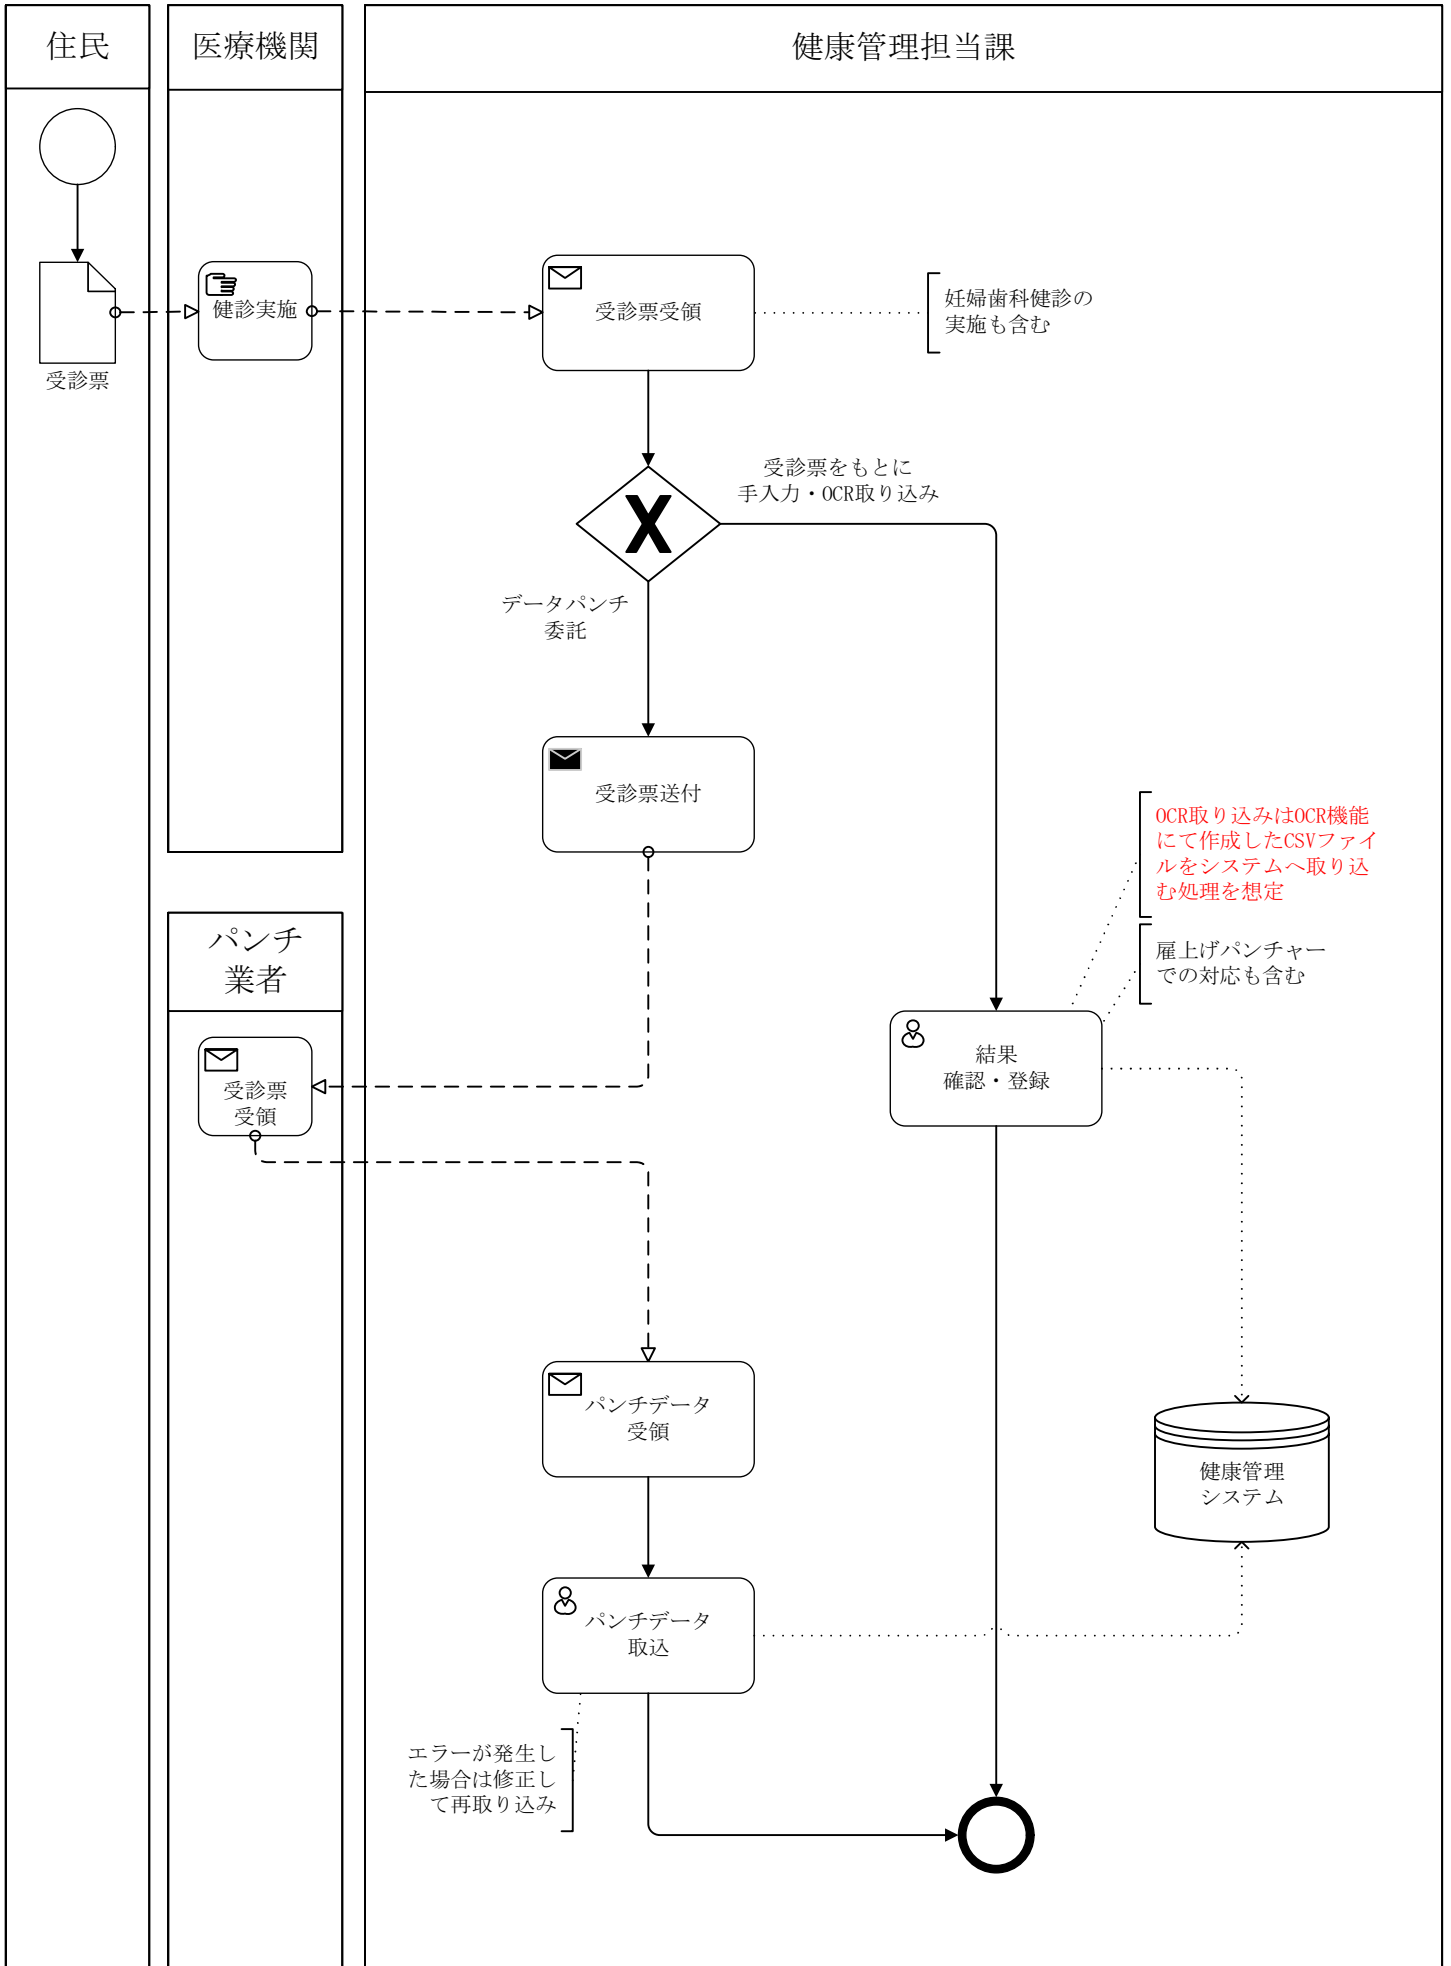 住民
医療機関
健康管理担当課
受診票
健診実施
受診票受領
妊婦歯科健診の
実施も含む
受診票をもとに
手入力・OCR取り込み
データパンチ
委託
受診票送付
OCR取り込みはOCR機能
にて作成したCSVファイ
ルをシステムへ取り込
む処理を想定
雇上げパンチャー
での対応も含む
パンチ
業者
受診票
受領
結果
確認・登録
パンチデータ
受領
健康管理
システム
パンチデータ
取込
エラーが発生し
た場合は修正し
て再取り込み